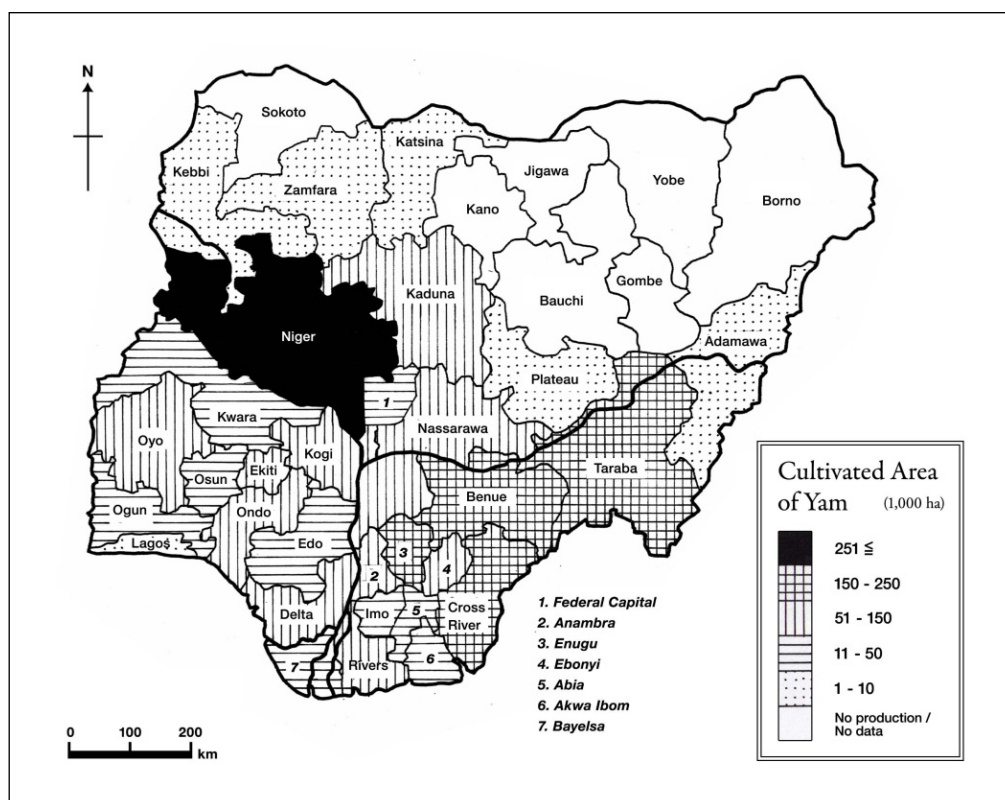 N
Sokoto
Katsina
Kebbi
Zamfara
Jigawa
Yobe
Kano
Borno
Kaduna
Gombe
Bauchi
Niger
Adamawa
Plateau
1
Kwara
Nassarawa
Oyo
Kogi
Taraba
Ekiti
Osun
Benue
Ogun
Ondo
Lagos
Edo
3
2
4
Delta
Imo
5
Cross
River
7
Rivers
6
1. Federal Capital
2. Anambra
3. Enugu
4. Ebonyi
5. Abia
6. Akwa Ibom
7. Bayelsa
0 100 200
km
Cultivated Area
of Yam (1,000 ha)
251 ≦
150 - 250
51 - 150
11 - 50
1 - 10
No production /
No data